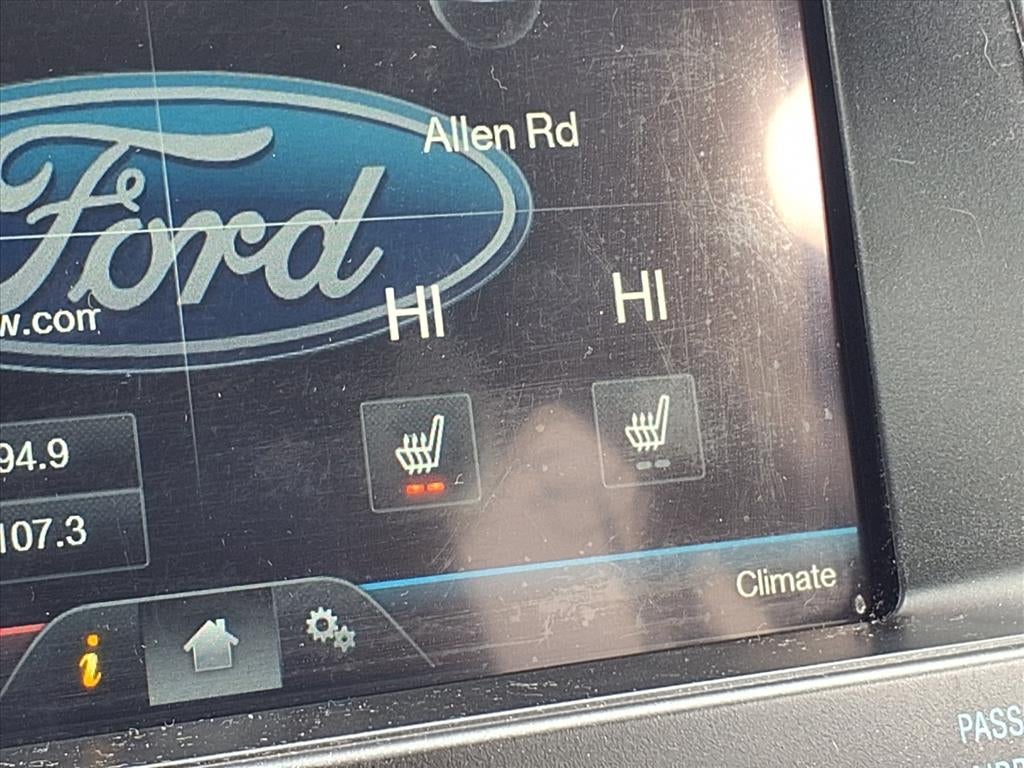 Allen Rd
Ford
HI HI
w.com
94.9
107.3
Climate
i
PASS